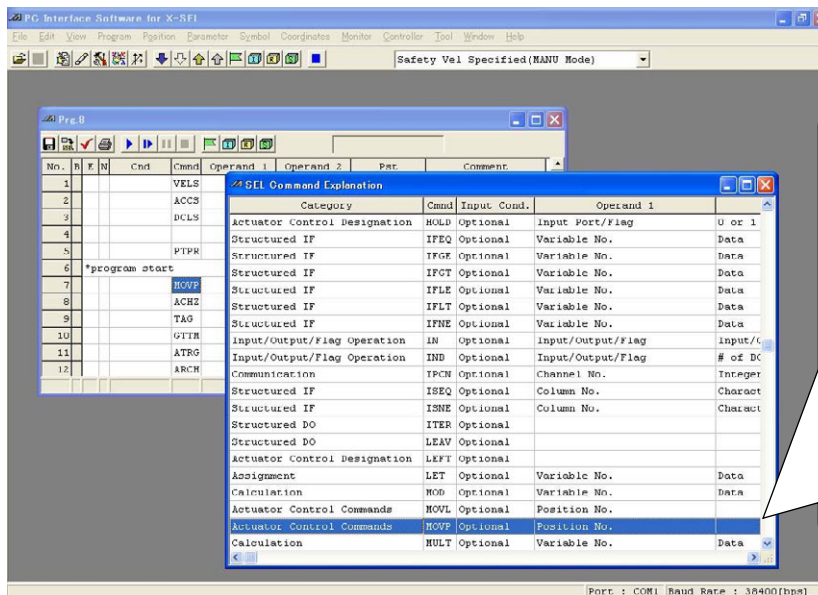 PG Interface Software for X-SEL
File Edit View Program Position Parameter Symbol Coordinates Monitor Controller Tool Window Help
Safety Vel Specified(MANU Mode)
Prg.8
No. B E N Cnd Cmnd Operand 1 Operand 2 Pst. Comment
1 VELS
2 ACCS
3 DCLS
4
5 PTPR
6 *program start
7 MOVP
8 ACHZ
9 TAG
10 GTTM
11 ATRG
12 ARCH
SEL Command Explanation
Category Cmnd Input Cond. Operand 1
Actuator Control Designation HOLD Optional Input Port/Flag 0 or 1
Structured IF IFEQ Optional Variable No. Data
Structured IF IFGE Optional Variable No. Data
Structured IF IFGT Optional Variable No. Data
Structured IF IFLE Optional Variable No. Data
Structured IF IFLT Optional Variable No. Data
Structured IF IFNE Optional Variable No. Data
Input/Output/Flag Operation IN Optional Input/Output/Flag Input/
Input/Output/Flag Operation IND Optional Input/Output/Flag # of
Communication IPCN Optional Channel No. Integer
Structured IF ISEQ Optional Column No. Charact
Structured IF ISNE Optional Column No. Charact
Structured DO ITER Optional
Structured DO LEAV Optional
Actuator Control Designation LEFT Optional
Assignment LET Optional Variable No. Data
Calculation MOD Optional Variable No. Data
Actuator Control Commands MOVL Optional Position No.
Actuator Control Commands MOVP Optional Position No.
Calculation MULT Optional Variable No. Data
Port : COM1 Baud Rate : 38400[bps]